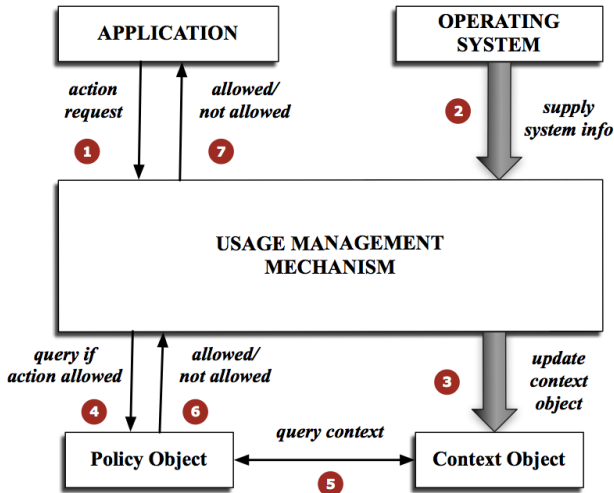 APPLICATION
OPERATING
SYSTEM
action
request
1
allowed/
not allowed
7
2
supply
system info
USAGE MANAGEMENT
MECHANISM
query if
action allowed
4
allowed/
not allowed
6
3
update
context
object
Policy Object
query context
5
Context Object